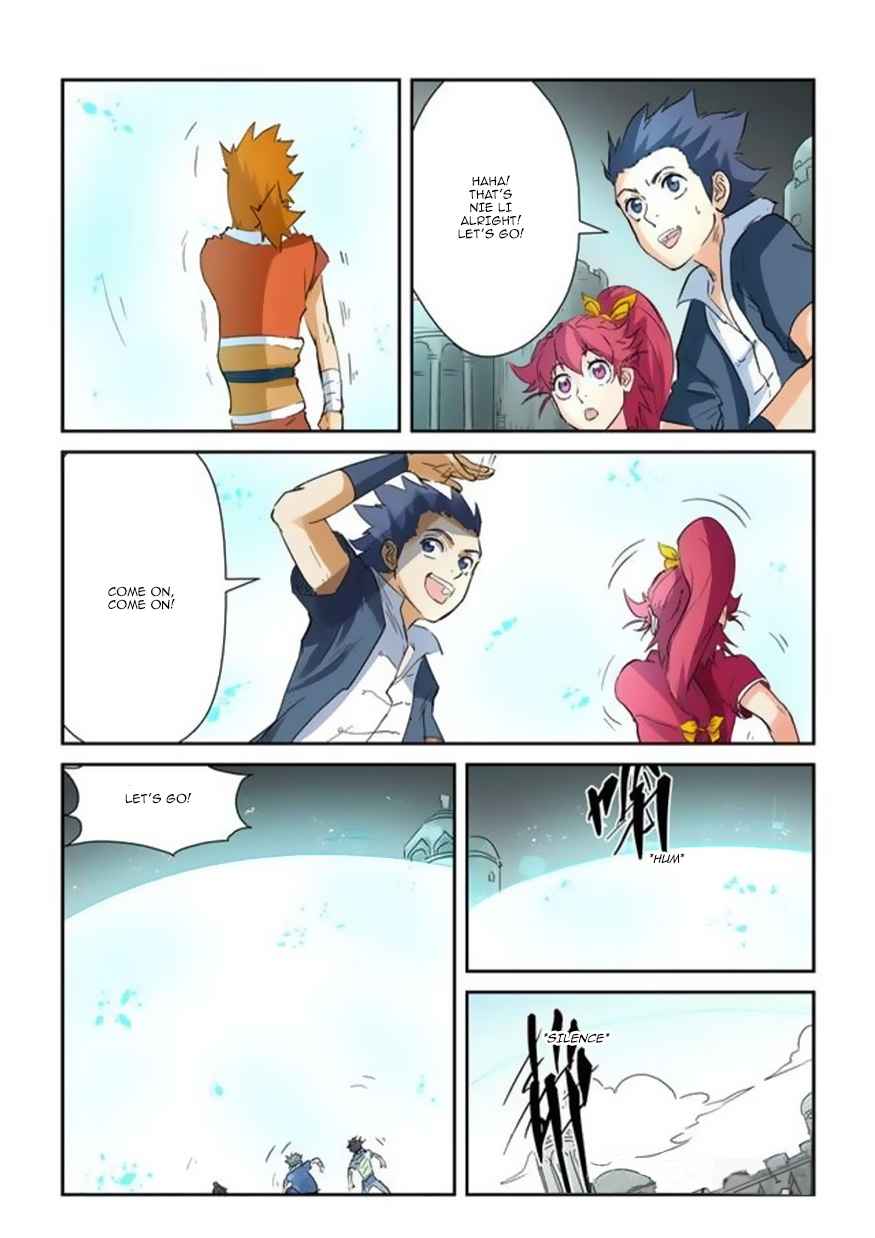 HAHA!
THAT'S
NIE LI
ALRIGHT!
LET'S GO!
COME ON,
COME ON!
LET'S GO!
*HUM*
*SILENCE*